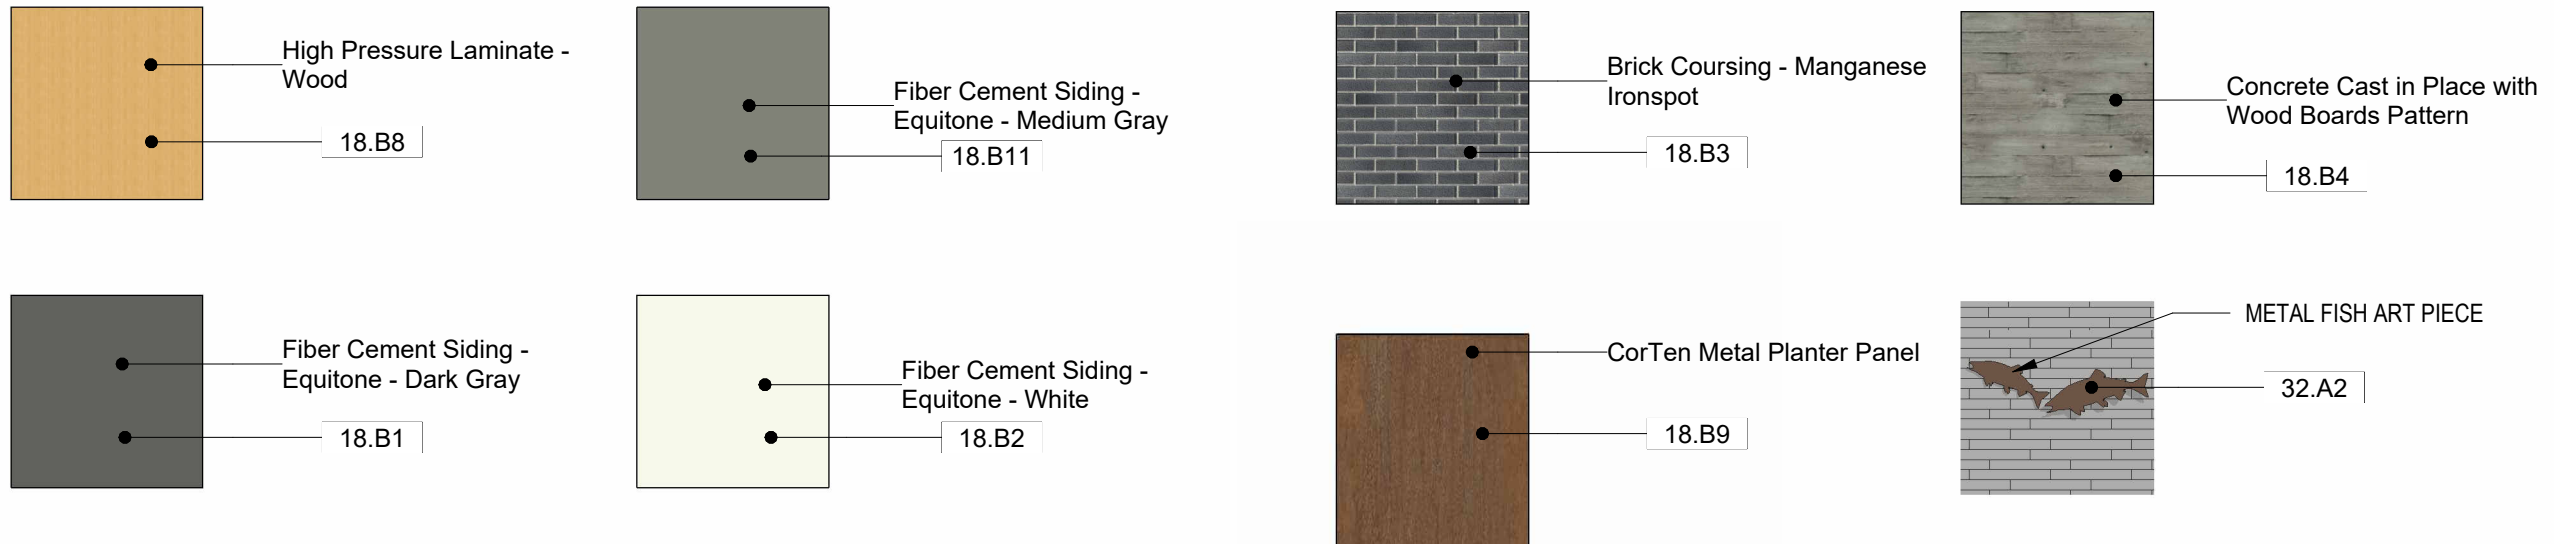 High Pressure Laminate -
Wood
18.B8
Fiber Cement Siding -
Equitone - Medium Gray
18.B11
Brick Coursing - Manganese
Ironspot
18.B3
Concrete Cast in Place with
Wood Boards Pattern
18.B4
Fiber Cement Siding -
Equitone - Dark Gray
18.B1
Fiber Cement Siding -
Equitone - White
18.B2
CorTen Metal Planter Panel
18.B9
METAL FISH ART PIECE
32.A2